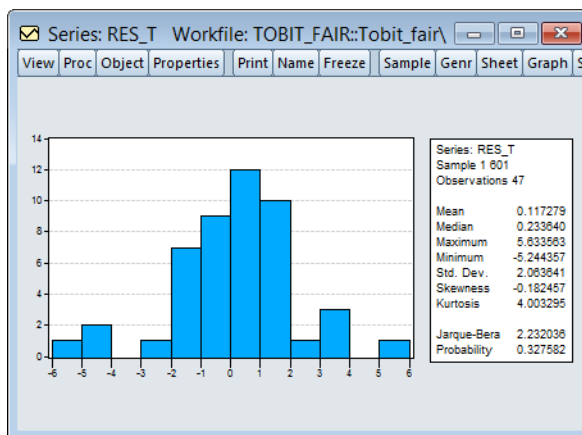 Series: RES_T Workfile: TOBIT_FAIR::Tobit_fair\
View Proc Object Properties Print Name Freeze Sample Genr Sheet Graph S
14
12
10
8
6
4
2
0
-6 -5 -4 -3 -2 -1 0 1 2 3 4 5 6
Series: RES_T
Sample 1 601
Observations 47
Mean 0.117279
Median 0.233640
Maximum 5.633563
Minimum -5.244357
Std. Dev. 2.063641
Skewness -0.182457
Kurtosis 4.003295
Jarque-Bera 2.232036
Probability 0.327582